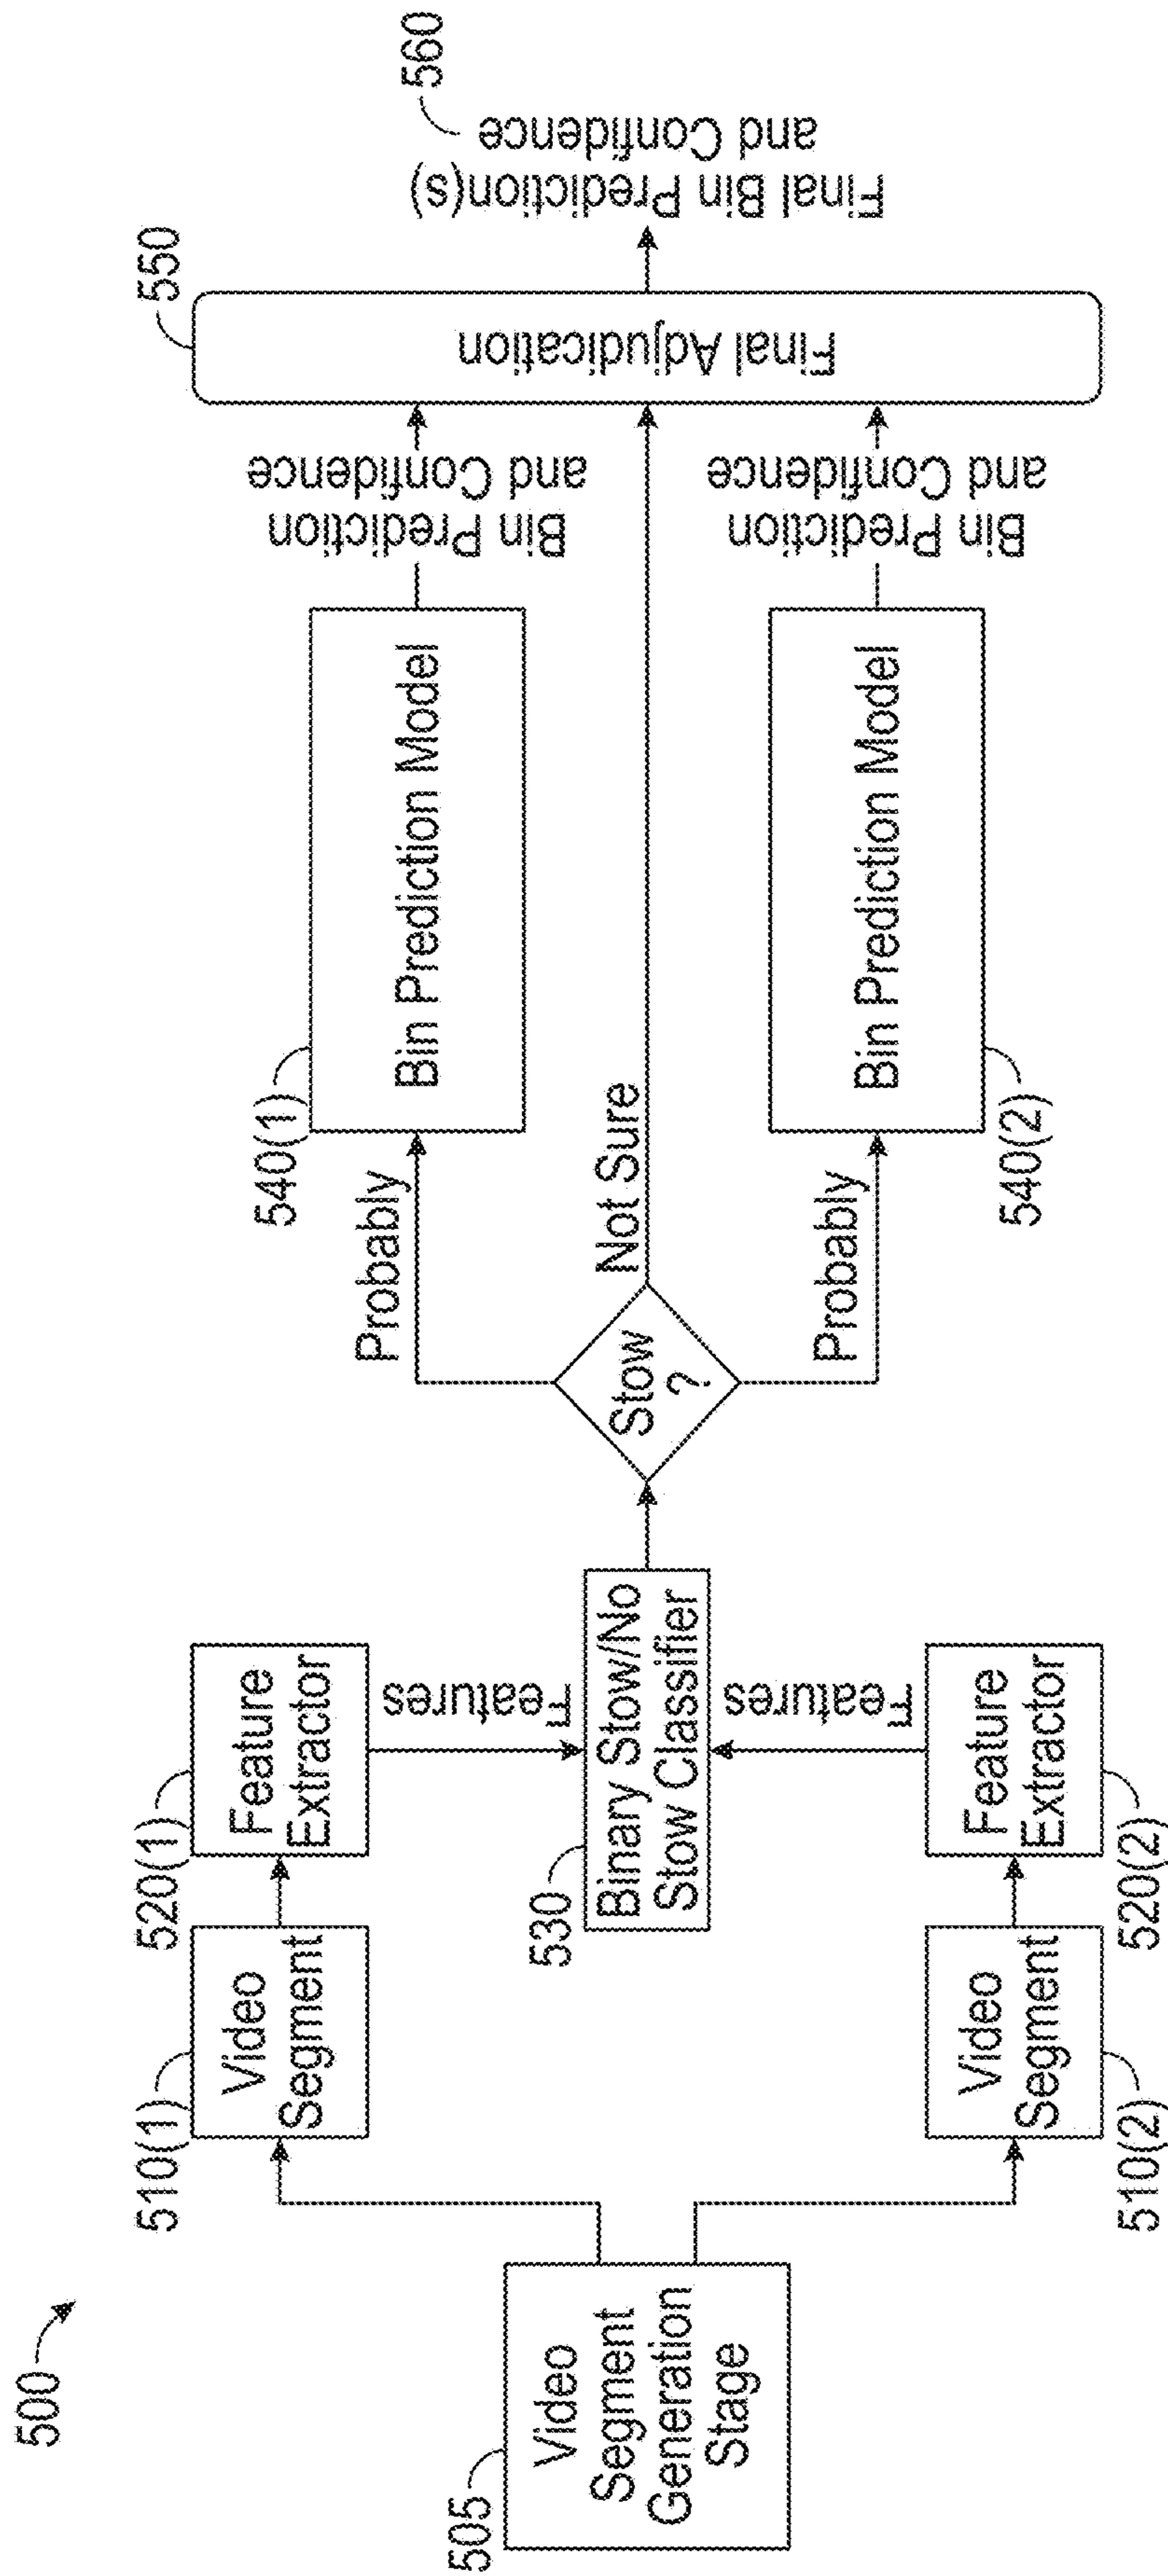 500
505
Video
Segment
Generation
Stage
510(1)
Video
Segment
520(1)
Feature
Extractor
Features
530
Binary Stow/No
Stow Classifier
Features
510(2)
Video
Segment
520(2)
Feature
Extractor
Stow
?
Probably
Not Sure
Probably
540(1)
Bin Prediction Model
540(2)
Bin Prediction Model
Bin Prediction
and Confidence
Bin Prediction
and Confidence
550
Final Adjudication
560
Final Bin Prediction(s)
and Confidence